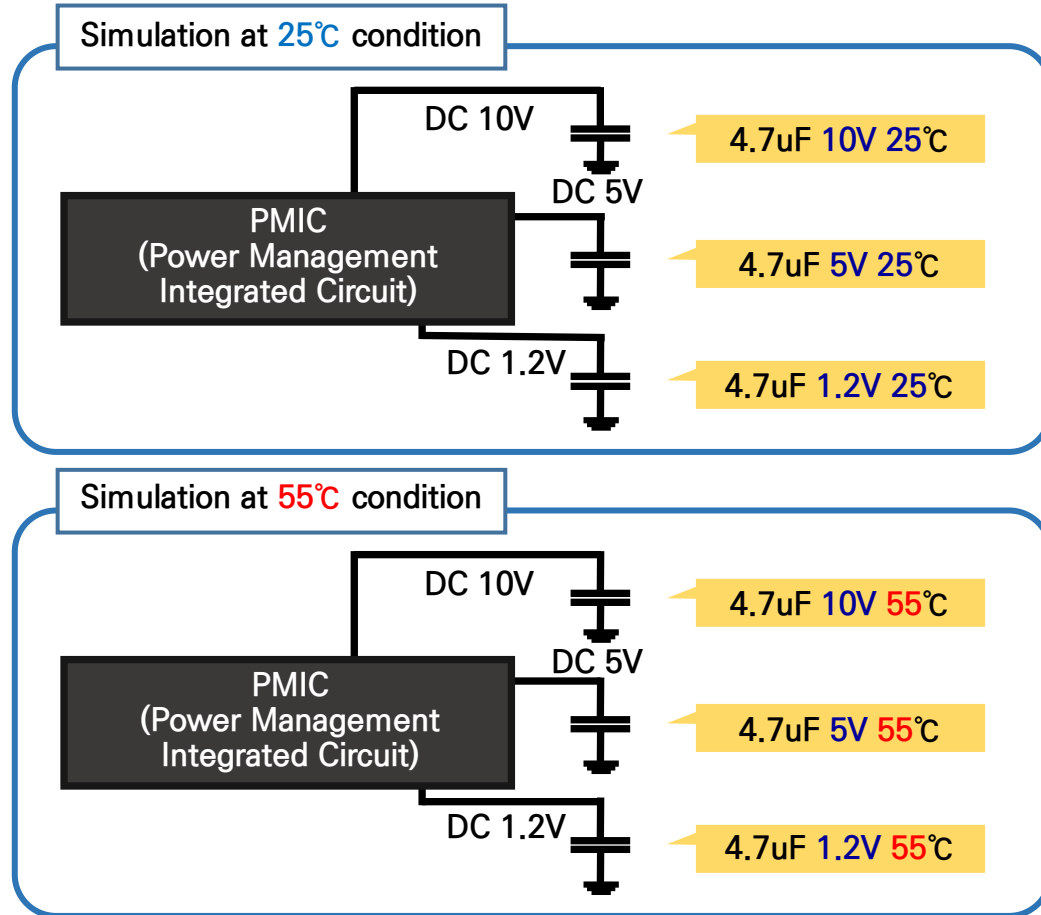 Simulation at 25℃ condition
DC 10V
4.7uF 10V 25℃
DC 5V
PMIC
(Power Management
Integrated Circuit)
4.7uF 5V 25℃
DC 1.2V
4.7uF 1.2V 25℃
Simulation at 55℃ condition
DC 10V
4.7uF 10V 55℃
DC 5V
PMIC
(Power Management
Integrated Circuit)
4.7uF 5V 55℃
DC 1.2V
4.7uF 1.2V 55℃